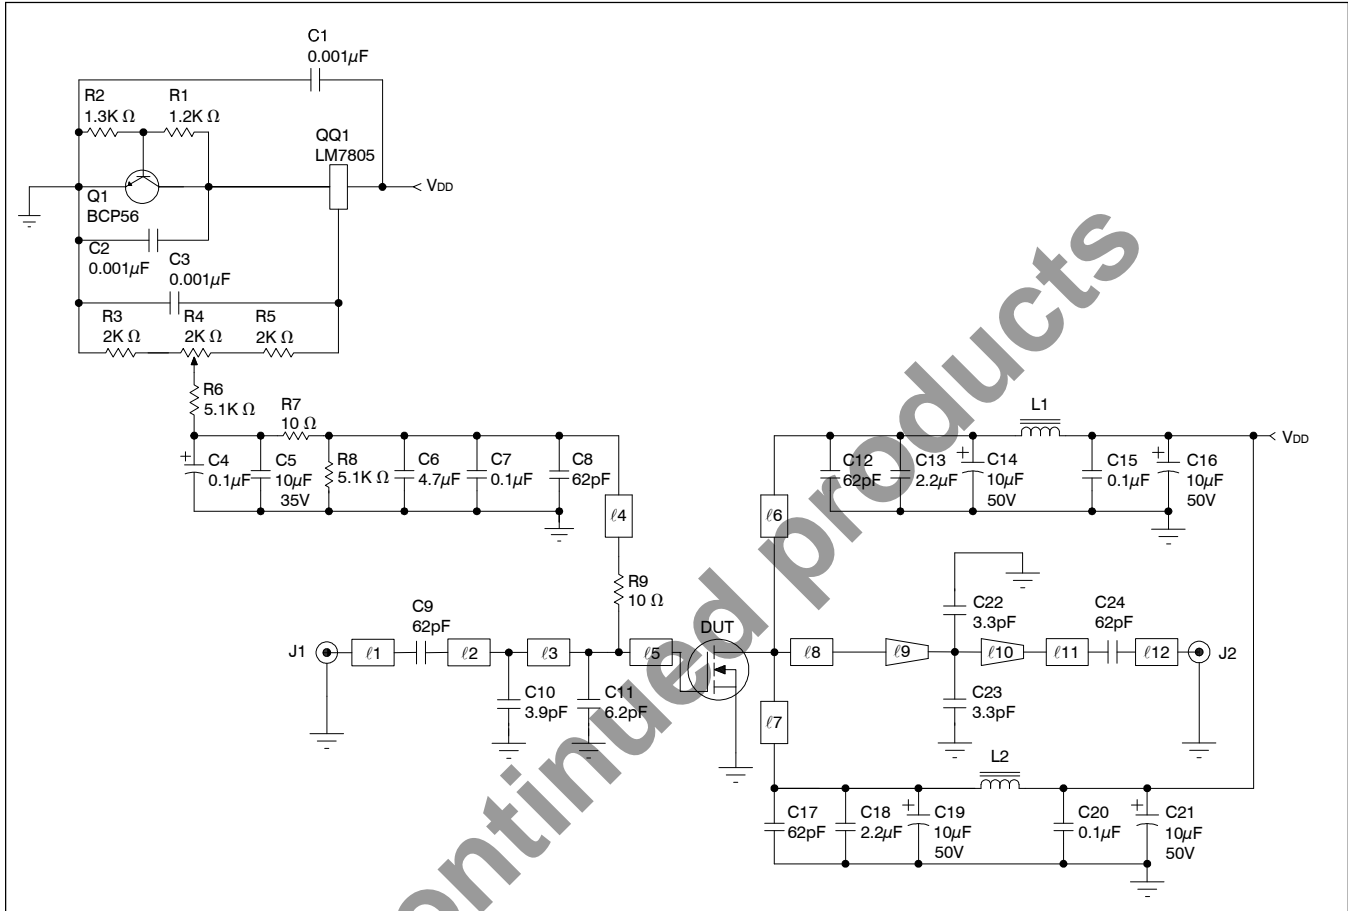 C1
0.001µF
R2
1.3K Ω
R1
1.2K Ω
QQ1
LM7805
VDD
Q1
BCP56
C2
0.001µF
C3
0.001µF
R3
2K Ω
R4
2K Ω
R5
2K Ω
R6
5.1K Ω
R7
10 Ω
C4
0.1µF
C5
10µF
35V
R8
5.1K Ω
C6
4.7µF
C7
0.1µF
C8
62pF
ℓ4
R9
10 Ω
L1
VDD
C12
62pF
C13
2.2µF
C14
10µF
50V
C15
0.1µF
C16
10µF
50V
ℓ6
J1
ℓ1
C9
62pF
ℓ2
ℓ3
ℓ5
C10
3.9pF
C11
6.2pF
DUT
ℓ8
ℓ9
C22
3.3pF
C23
3.3pF
ℓ10
ℓ11
C24
62pF
ℓ12
J2
ℓ7
L2
C17
62pF
C18
2.2µF
C19
10µF
50V
C20
0.1µF
C21
10µF
50V
ontinued products